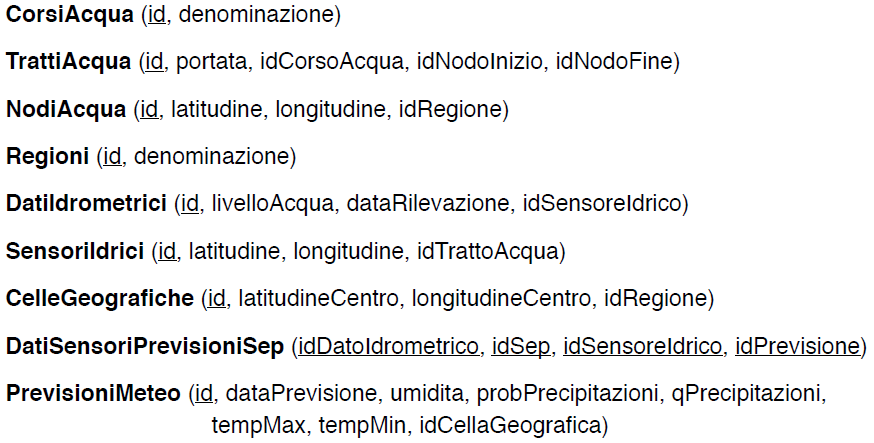 CorsiAcqua (id, denominazione)
TrattiAcqua (id, portata, idCorsoAcqua, idNodoInizio, idNodoFine)
NodiAcqua (id, latitudine, longitudine, idRegione)
Regioni (id, denominazione)
DatiIdrometrici (id, livelloAcqua, dataRilevazione, idSensoreIdrico)
SensoriIdrici (id, latitudine, longitudine, idTrattoAcqua)
CelleGeografiche (id, latitudineCentro, longitudineCentro, idRegione)
DatiSensoriPrevisioniSep (idDatoIdrometrico, idSep, idSensoreIdrico, idPrevisione)
PrevisioniMeteo (id, dataPrevisione, umidita, probPrecipitazioni, qPrecipitazioni,
tempMax, tempMin, idCellaGeografica)